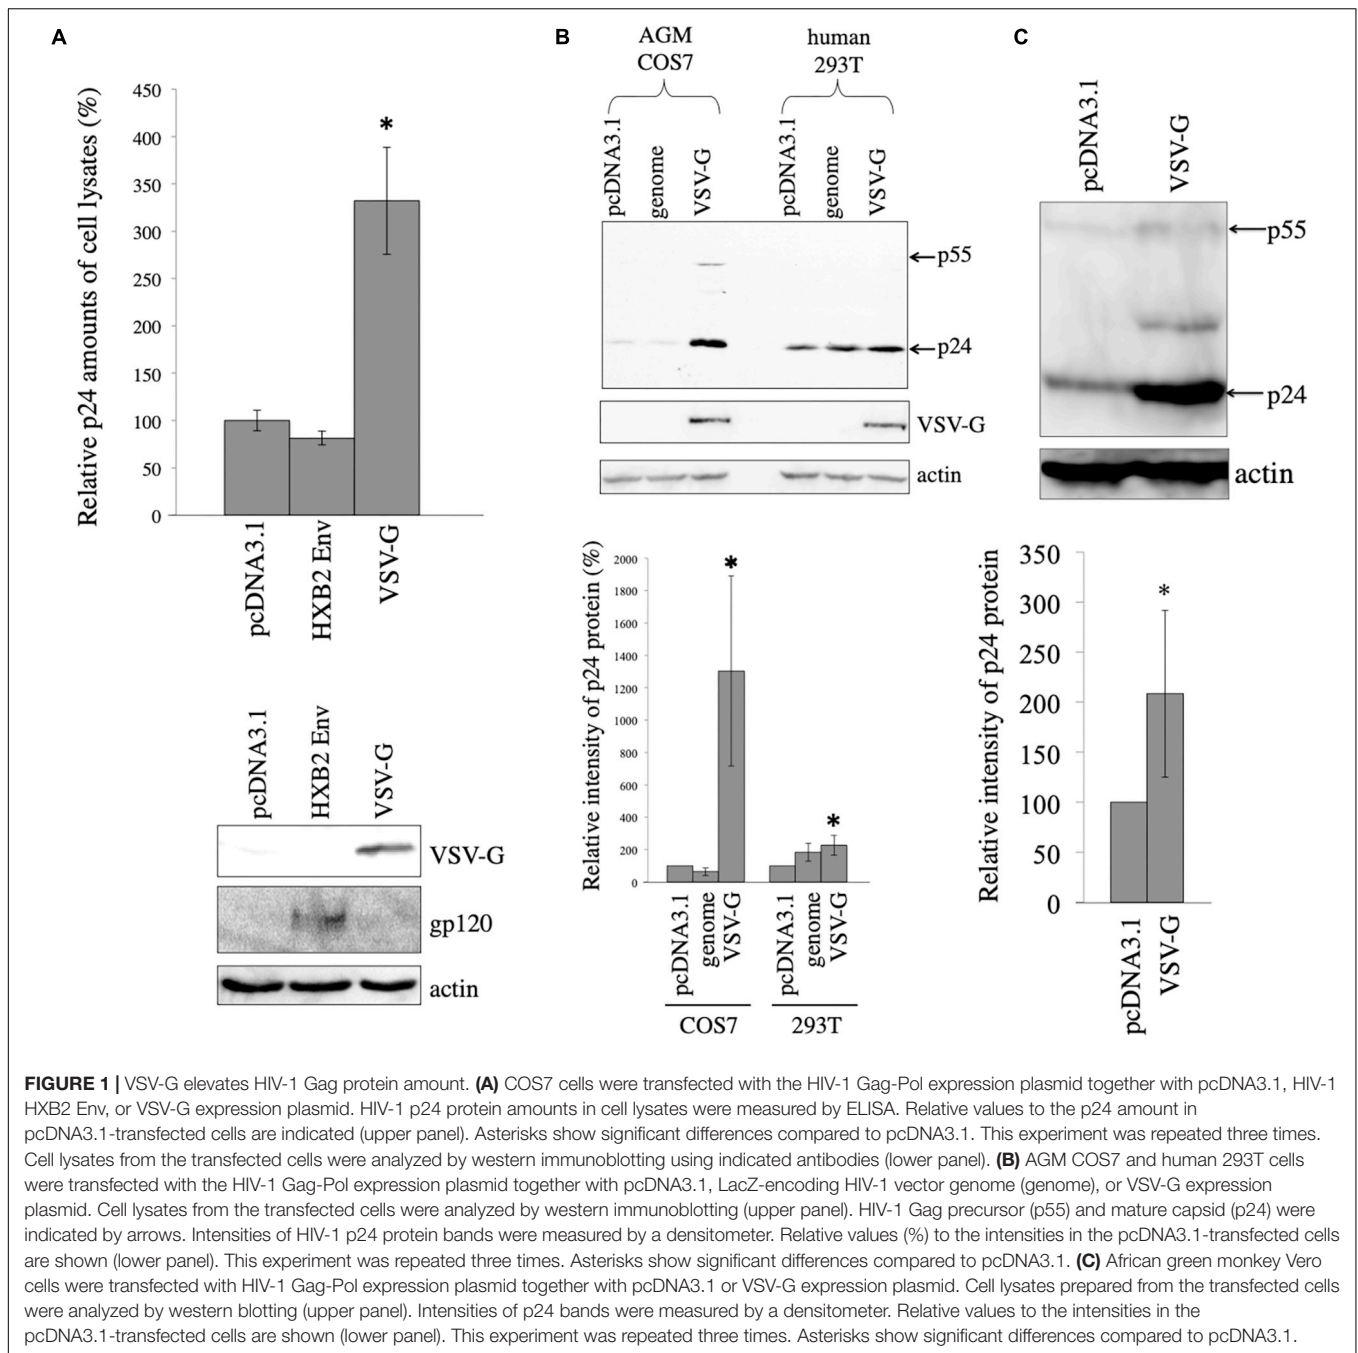 A
Relative p24 amounts of cell lysates (%)
450
400
350
300
250
200
150
100
50
0
*
pcDNA3.1
HXB2 Env
VSV-G
pcDNA3.1
HXB2 Env
VSV-G
VSV-G
gp120
actin
B
AGM
COS7
human
293T
pcDNA3.1
genome
VSV-G
pcDNA3.1
genome
VSV-G
p55
p24
VSV-G
actin
Relative intensity of p24 protein (%)
2000
1800
1600
1400
1200
1000
800
600
400
200
0
*
*
pcDNA3.1
genome
VSV-G
pcDNA3.1
genome
VSV-G
COS7
293T
C
pcDNA3.1
VSV-G
p55
p24
actin
Relative intensity of p24 protein
350
300
250
200
150
100
50
0
*
pcDNA3.1
VSV-G
FIGURE 1 | VSV-G elevates HIV-1 Gag protein amount. (A) COS7 cells were transfected with the HIV-1 Gag-Pol expression plasmid together with pcDNA3.1, HIV-1
HXB2 Env, or VSV-G expression plasmid. HIV-1 p24 protein amounts in cell lysates were measured by ELISA. Relative values to the p24 amount in
pcDNA3.1-transfected cells are indicated (upper panel). Asterisks show significant differences compared to pcDNA3.1. This experiment was repeated three times.
Cell lysates from the transfected cells were analyzed by western immunoblotting using indicated antibodies (lower panel). (B) AGM COS7 and human 293T cells
were transfected with the HIV-1 Gag-Pol expression plasmid together with pcDNA3.1, LacZ-encoding HIV-1 vector genome (genome), or VSV-G expression
plasmid. Cell lysates from the transfected cells were analyzed by western immunoblotting (upper panel). HIV-1 Gag precursor (p55) and mature capsid (p24) were
indicated by arrows. Intensities of HIV-1 p24 protein bands were measured by a densitometer. Relative values (%) to the intensities in the pcDNA3.1-transfected cells
are shown (lower panel). This experiment was repeated three times. Asterisks show significant differences compared to pcDNA3.1. (C) African green monkey Vero
cells were transfected with HIV-1 Gag-Pol expression plasmid together with pcDNA3.1 or VSV-G expression plasmid. Cell lysates prepared from the transfected cells
were analyzed by western blotting (upper panel). Intensities of p24 bands were measured by a densitometer. Relative values to the intensities in the
pcDNA3.1-transfected cells are shown (lower panel). This experiment was repeated three times. Asterisks show significant differences compared to pcDNA3.1.